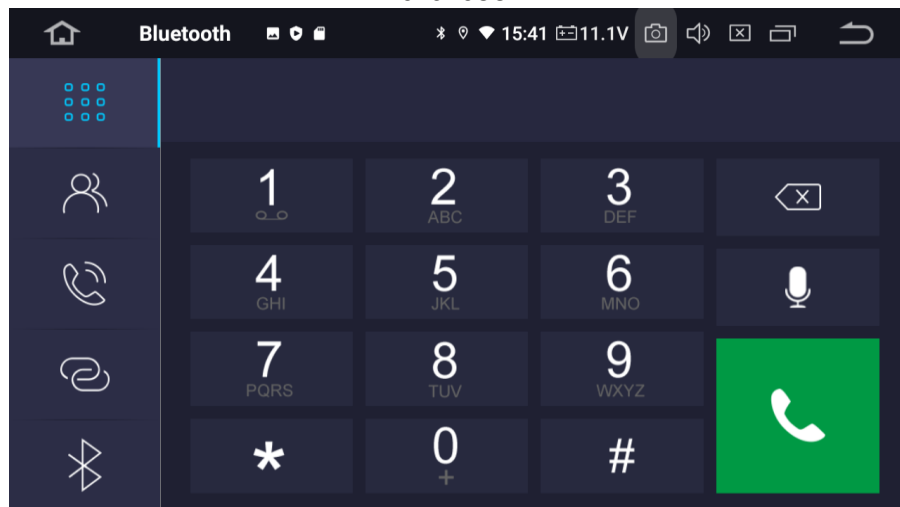 Bluetooth 15:41 11.1V
1 2 3
ABC DEF
4 5 6
GHI JKL MNO
7 8 9
PQRS TUV WXYZ
* 0 #
+